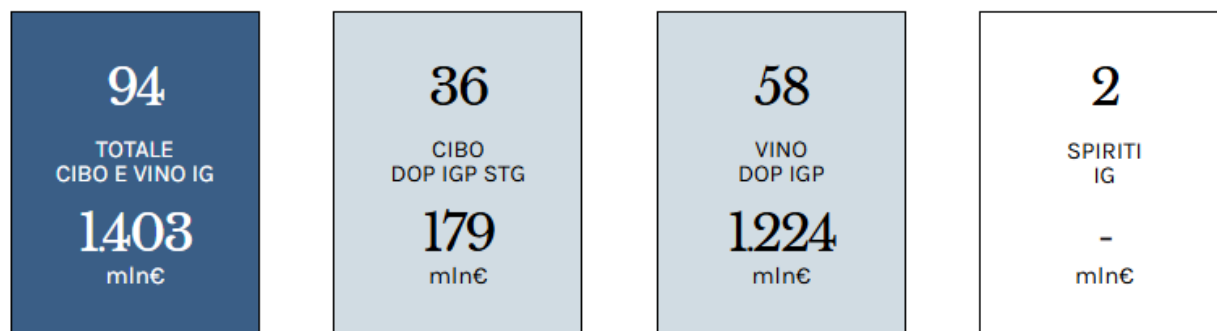 94
TOTALE
CIBO E VINO IG
1.403
mln€
36
CIBO
DOP IGP STG
179
mln€
58
VINO
DOP IGP
1.224
mln€
2
SPIRITI
IG
-
mln€